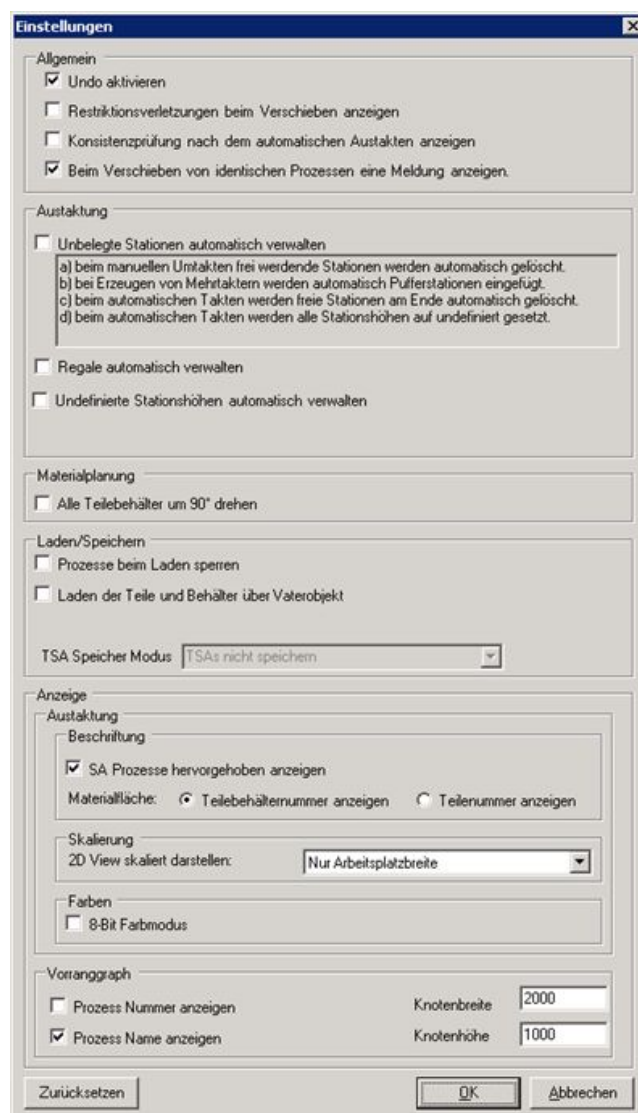 Einstellungen
Allgemein
Undo aktivieren
Restriktionsverletzungen beim Verschieben anzeigen
Konsistenzprüfung nach dem automatischen Austakten anzeigen
Beim Verschieben von identischen Prozessen eine Meldung anzeigen.
Austaktung
Unbelegte Stationen automatisch verwalten
a) beim manuellen Umtakten frei werdende Stationen werden automatisch gelöscht.
b) bei Erzeugen von Mehrtaktern werden automatisch Pufferstationen eingefügt.
c) beim automatischen Takten werden freie Stationen am Ende automatisch gelöscht.
d) beim automatischen Takten werden alle Stationshöhen auf undefiniert gesetzt.
Regale automatisch verwalten
Undefinierte Stationshöhen automatisch verwalten
Materialplanung
Alle Teilebehälter um 90° drehen
Laden/Speichern
Prozesse beim Laden sperren
Laden der Teile und Behälter über Vaterobjekt
TSA Speicher Modus TSAs nicht speichern
Anzeige
Austaktung
Beschriftung
SA Prozesse hervorgehoben anzeigen
Materialfläche: Teilebehälternummer anzeigen Teilenummer anzeigen
Skalierung
2D View skaliert darstellen: Nur Arbeitsplatzbreite
Farben
8-Bit Farbmodus
Vorranggraph
Prozess Nummer anzeigen Knotenbreite 2000
Prozess Name anzeigen Knotenhöhe 1000
Zurücksetzen OK Abbrechen